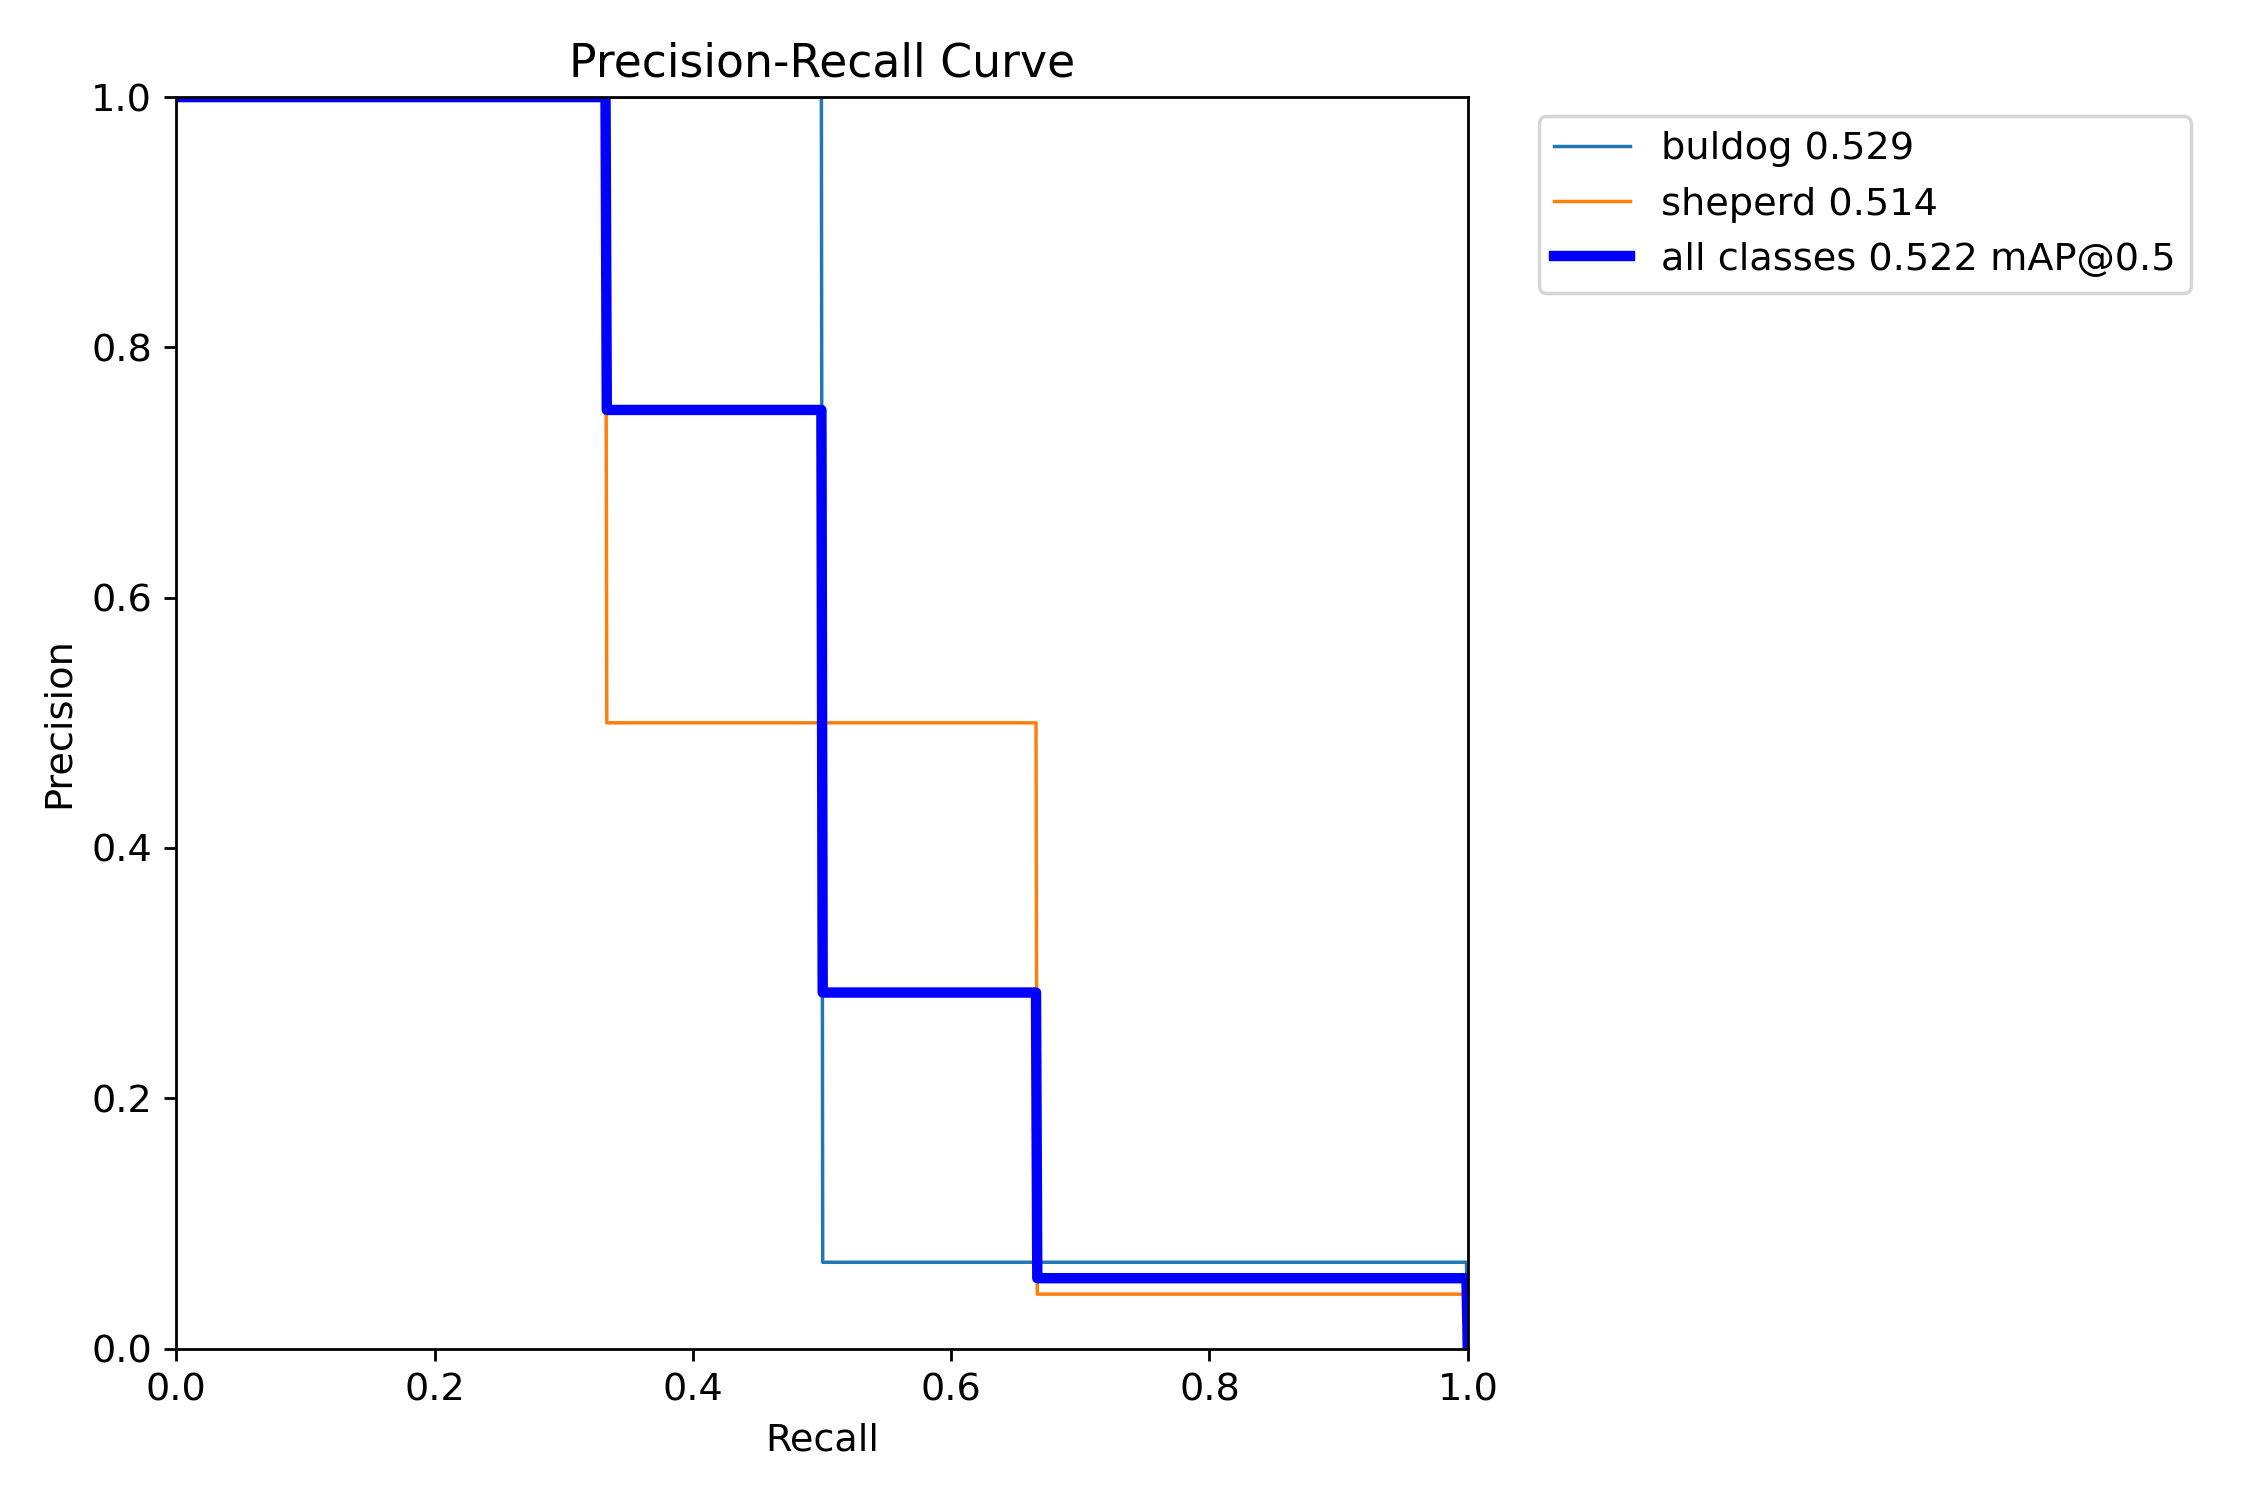 Precision-Recall Curve
1.0
0.8
0.6
0.4
0.2
0.0
Precision
0.0 0.2 0.4 0.6 0.8 1.0
Recall
buldog 0.529
sheperd 0.514
all classes 0.522 mAP@0.5